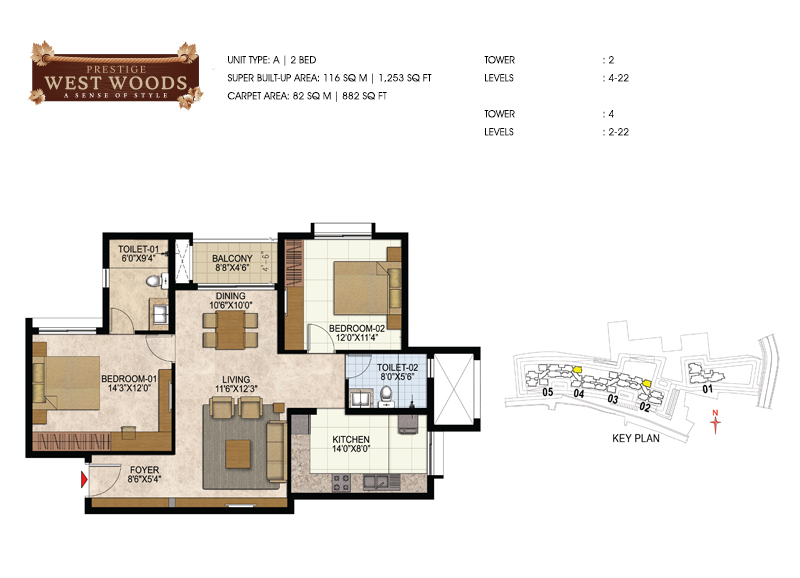 PRESTIGE
WEST WOODS
A SENSE OF STYLE
UNIT TYPE: A | 2 BED
SUPER BUILT-UP AREA: 116 SQ M | 1,253 SQ FT
CARPET AREA: 82 SQ M | 882 SQ FT
TOWER : 2
LEVELS : 4-22
TOWER : 4
LEVELS : 2-22
TOILET-01
6'0"X9'4"
BALCONY
8'8"X4'6"
4'-6"
DINING
10'6"X10'0"
BEDROOM-02
12'0"X11'4"
BEDROOM-01
14'3"X12'0"
LIVING
11'6"X12'3"
TOILET-02
8'0"X5'6"
KITCHEN
14'0"X8'0"
FOYER
8'6"X5'4"
05
04
03
02
01
N
KEY PLAN